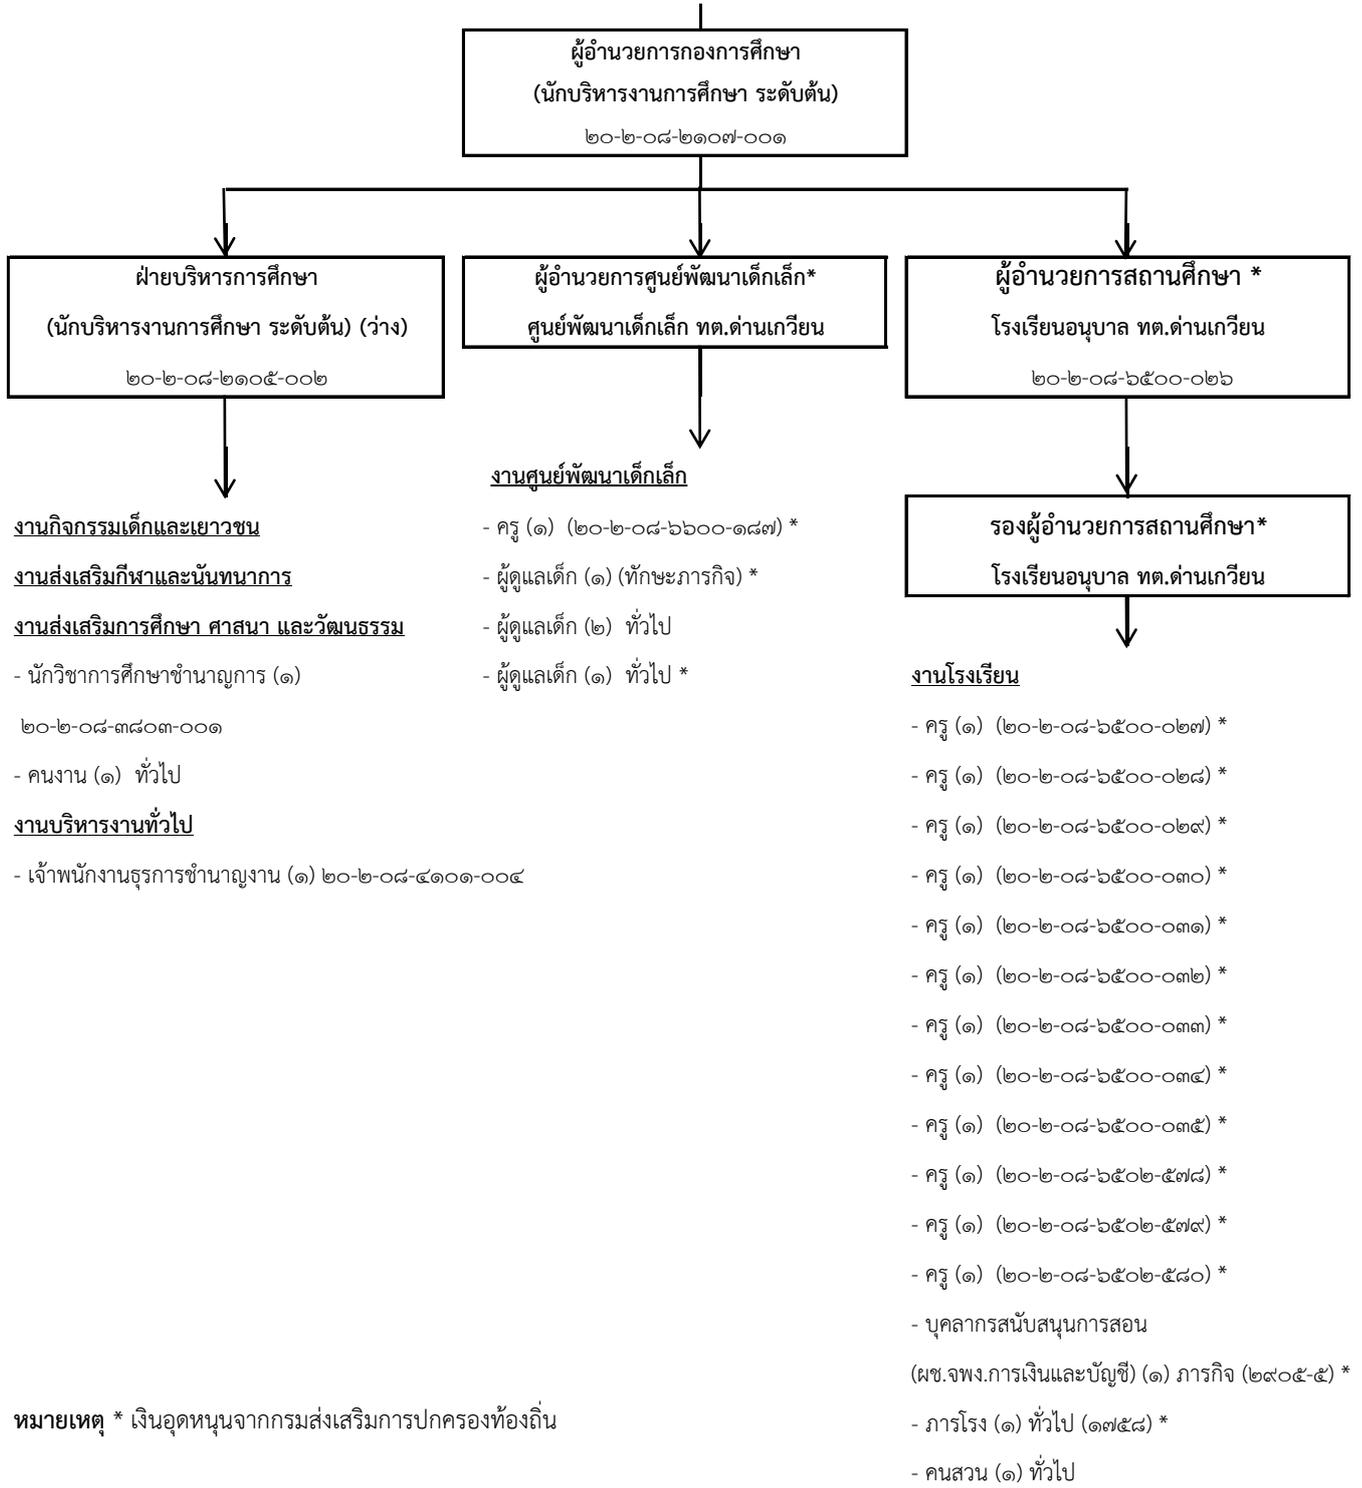 ผู้อำนวยการกองการศึกษา
(นักบริหารงานการศึกษา ระดับต้น)
๒๐-๒-๐๘-๒๑๐๗-๐๐๑
ฝ่ายบริหารการศึกษา
(นักบริหารงานการศึกษา ระดับต้น) (ว่าง)
๒๐-๒-๐๘-๒๑๐๕-๐๐๒
งานกิจกรรมเด็กและเยาวชน
งานส่งเสริมกีฬาและนันทนาการ
งานส่งเสริมการศึกษา ศาสนา และวัฒนธรรม
- นักวิชาการศึกษาชำนาญการ (๑)
๒๐-๒-๐๘-๓๘๐๓-๐๐๑
- คนงาน (๑) ทั่วไป
งานบริหารงานทั่วไป
- เจ้าพนักงานธุรการชำนาญงาน (๑) ๒๐-๒-๐๘-๔๑๐๑-๐๐๔
ผู้อำนวยการศูนย์พัฒนาเด็กเล็ก*
ศูนย์พัฒนาเด็กเล็ก ทต.ด่านเกวียน
งานศูนย์พัฒนาเด็กเล็ก
- ครู (๑) (๒๐-๒-๐๘-๖๖๐๐-๑๘๗) *
- ผู้ดูแลเด็ก (๑) (ทักษะภารกิจ) *
- ผู้ดูแลเด็ก (๒) ทั่วไป
- ผู้ดูแลเด็ก (๑) ทั่วไป *
ผู้อำนวยการสถานศึกษา *
โรงเรียนอนุบาล ทต.ด่านเกวียน
๒๐-๒-๐๘-๖๕๐๐-๐๒๖
รองผู้อำนวยการสถานศึกษา*
โรงเรียนอนุบาล ทต.ด่านเกวียน
งานโรงเรียน
- ครู (๑) (๒๐-๒-๐๘-๖๕๐๐-๐๒๗) *
- ครู (๑) (๒๐-๒-๐๘-๖๕๐๐-๐๒๘) *
- ครู (๑) (๒๐-๒-๐๘-๖๕๐๐-๐๒๙) *
- ครู (๑) (๒๐-๒-๐๘-๖๕๐๐-๐๓๐) *
- ครู (๑) (๒๐-๒-๐๘-๖๕๐๐-๐๓๑) *
- ครู (๑) (๒๐-๒-๐๘-๖๕๐๐-๐๓๒) *
- ครู (๑) (๒๐-๒-๐๘-๖๕๐๐-๐๓๓) *
- ครู (๑) (๒๐-๒-๐๘-๖๕๐๐-๐๓๔) *
- ครู (๑) (๒๐-๒-๐๘-๖๕๐๐-๐๓๕) *
- ครู (๑) (๒๐-๒-๐๘-๖๕๐๒-๕๗๘) *
- ครู (๑) (๒๐-๒-๐๘-๖๕๐๒-๕๗๙) *
- ครู (๑) (๒๐-๒-๐๘-๖๕๐๒-๕๘๐) *
- บุคลากรสนับสนุนการสอน
(ผช.จพง.การเงินและบัญชี) (๑) ภารกิจ (๒๙๐๕-๕) *
- ภารโรง (๑) ทั่วไป (๑๗๕๘) *
- คนสวน (๑) ทั่วไป
หมายเหตุ * เงินอุดหนุนจากกรมส่งเสริมการปกครองท้องถิ่น